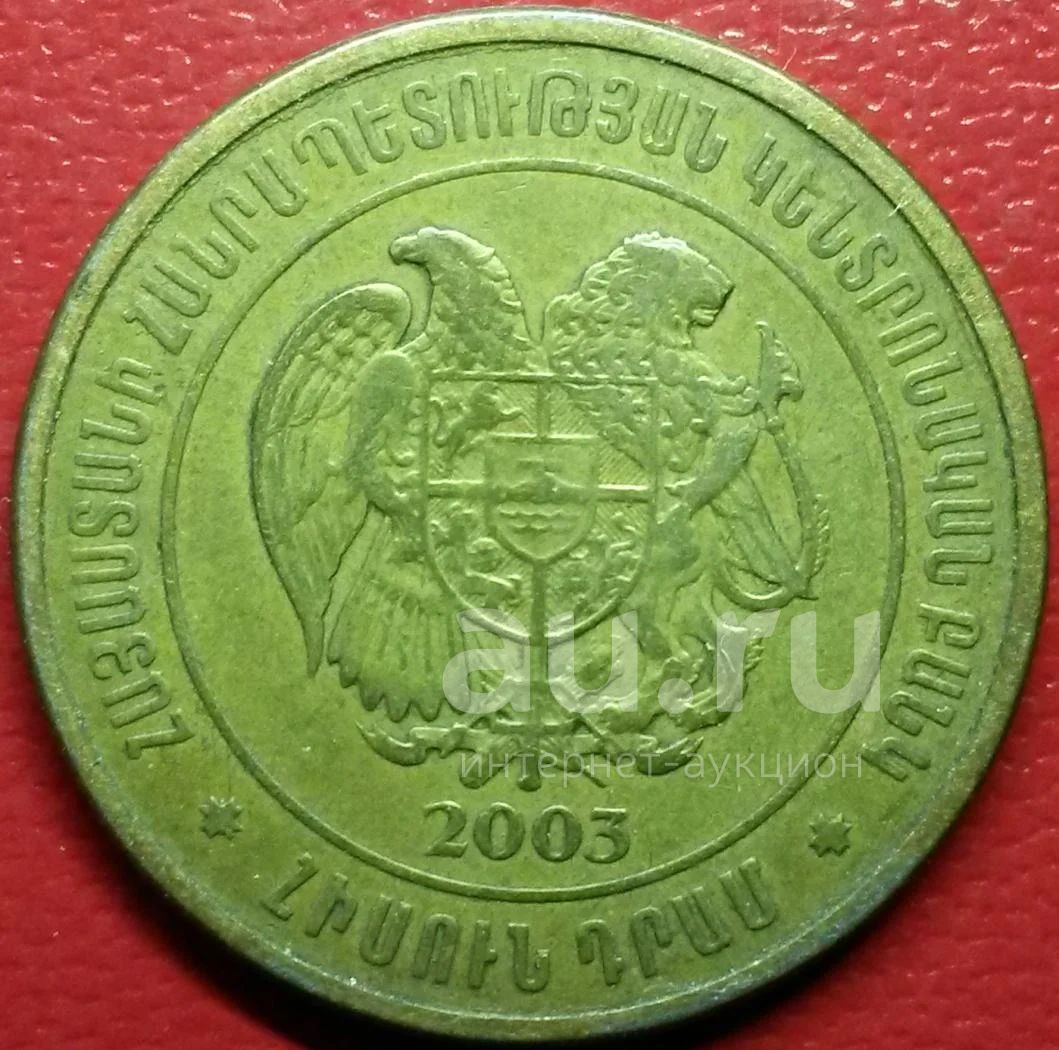 ՀԱՅԱՍՏԱՆԻ ՀԱՆՐԱՊԵՏՈՒԹՅԱՆ ԿԵՆՏՐՈՆԱԿԱՆ ԲԱՆԿ
2003
ՀԻՍՈՒՆ ԴՐԱՄ
au.ru
интернет-аукцион